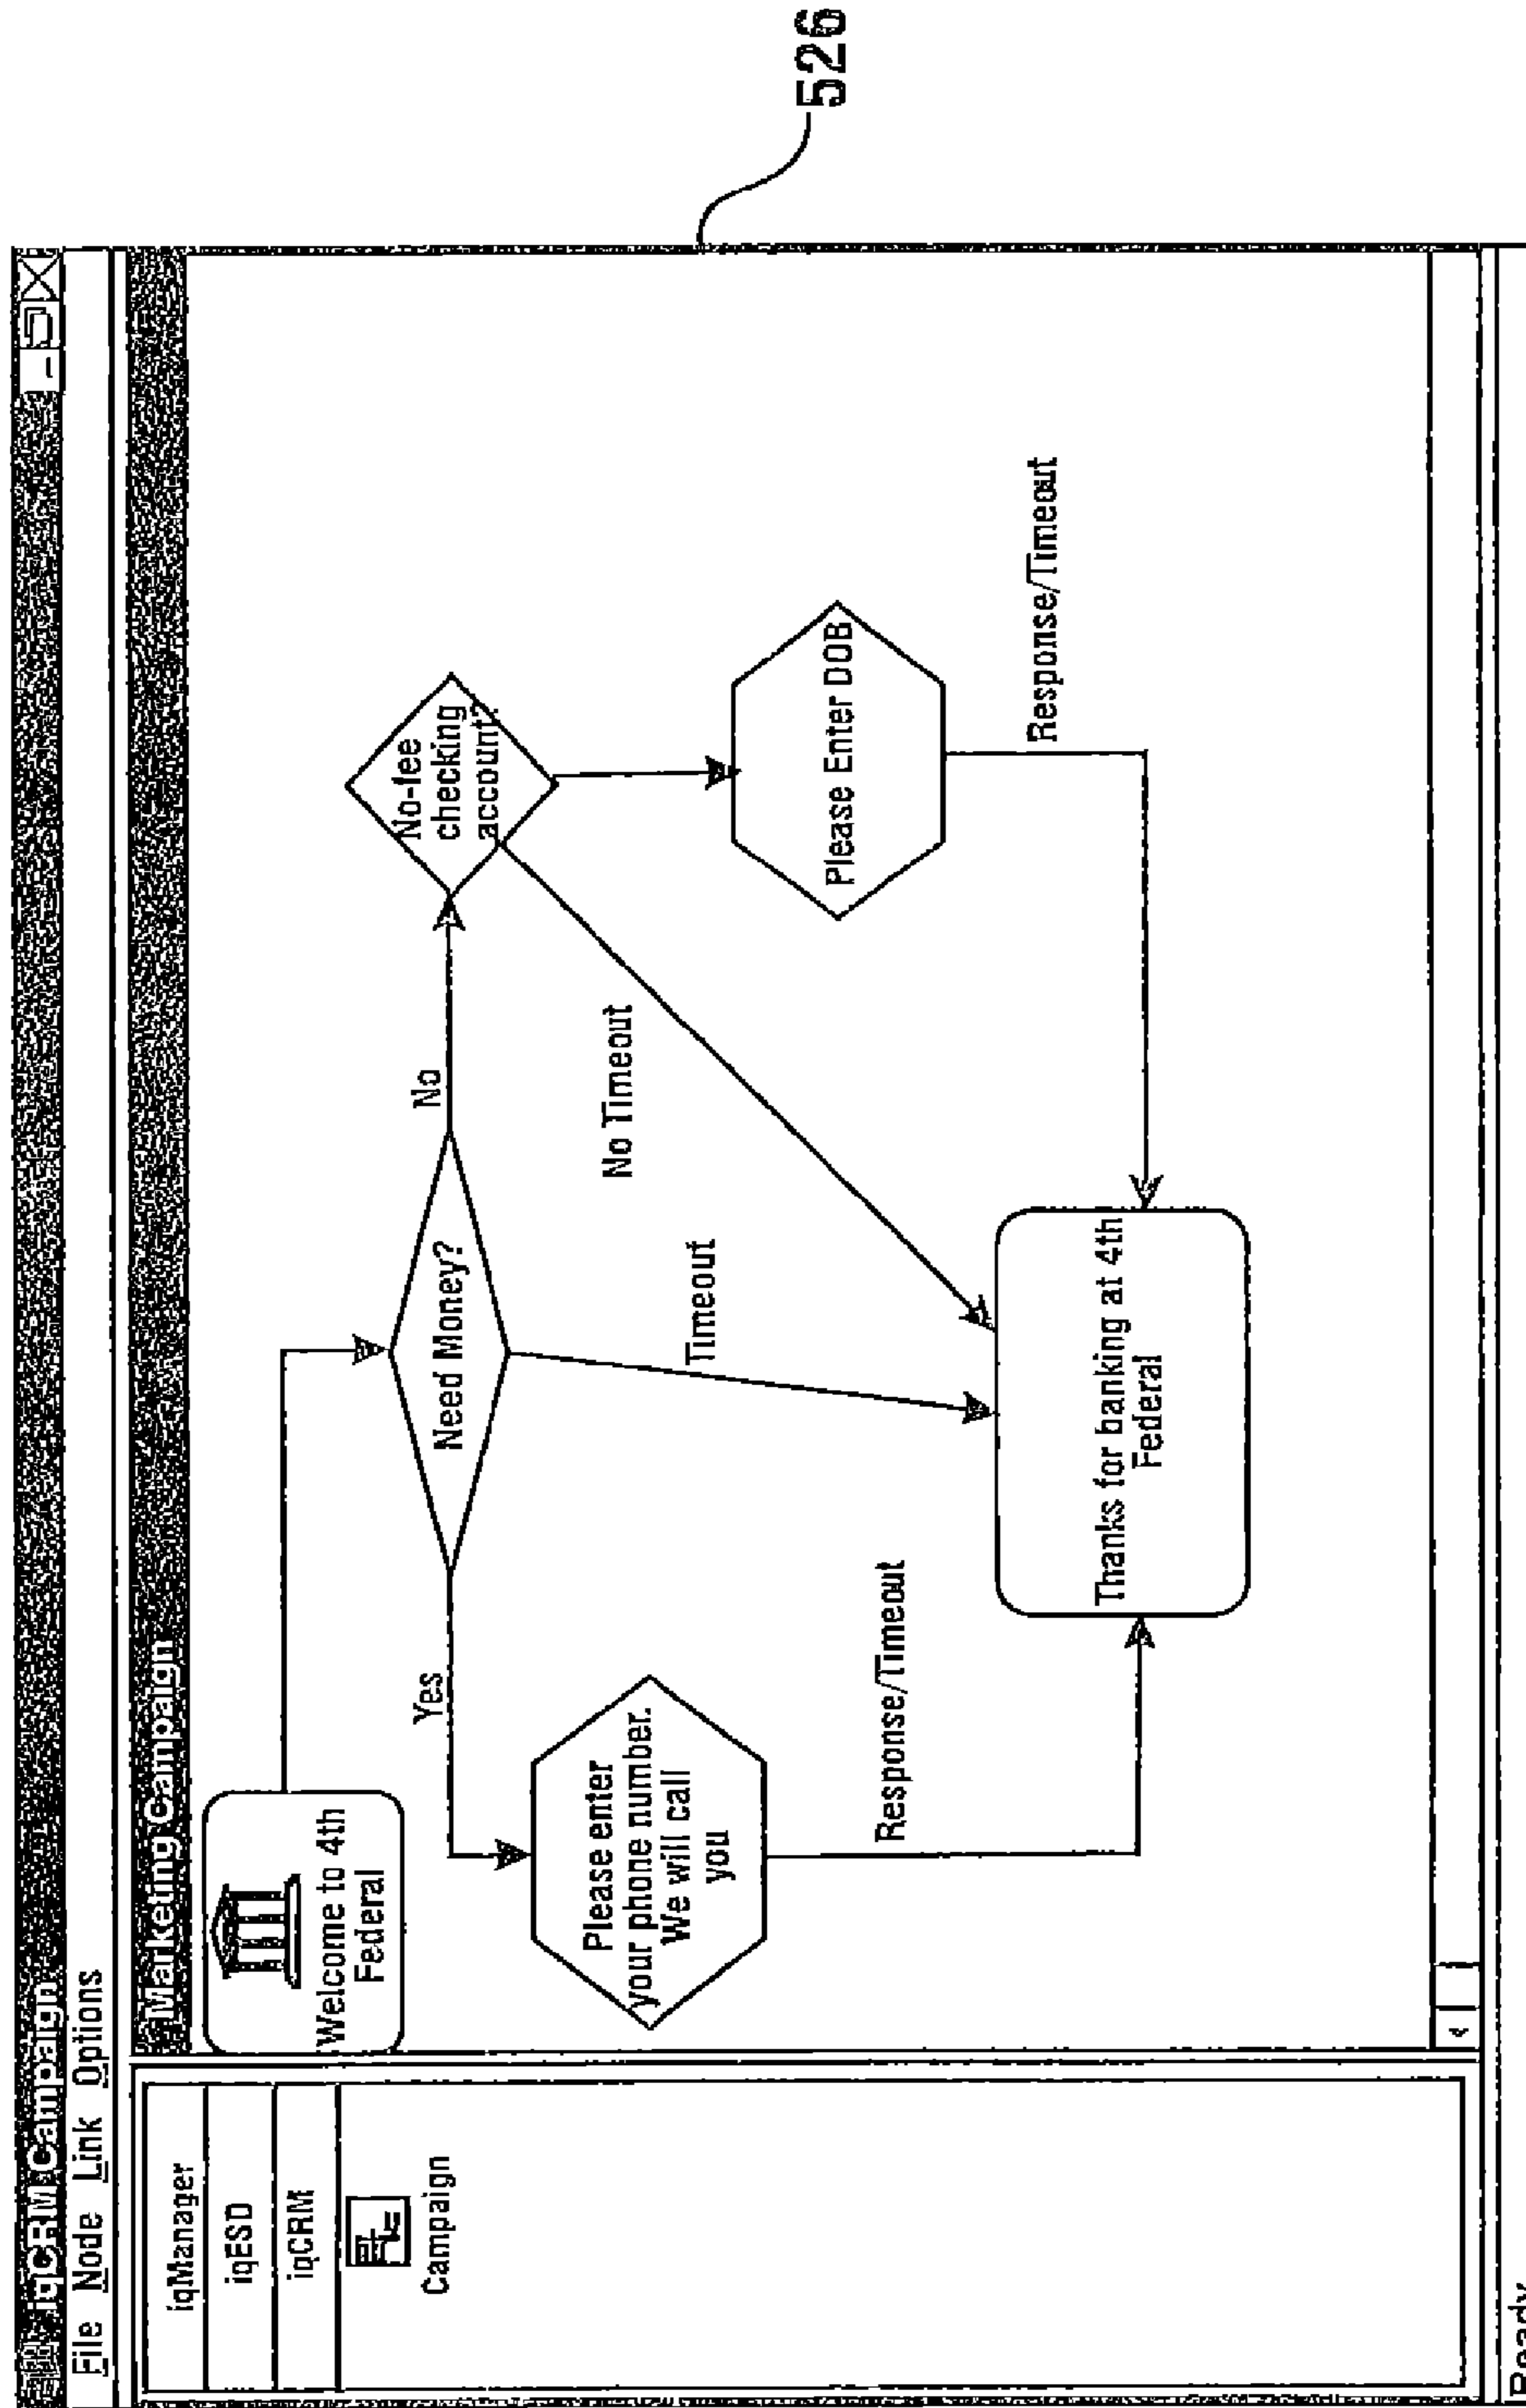 iqCRM Campaign
File Node Link Options
iqManager
iqESD
iqCRM
Campaign
Marketing Campaign
Welcome to 4th
Federal
Need Money?
Yes
No
Timeout
No Timeout
No-fee
checking
account?
Please enter
your phone number.
We will call
you
Please Enter DOB
Response/Timeout
Response/Timeout
Thanks for banking at 4th
Federal
Ready
526